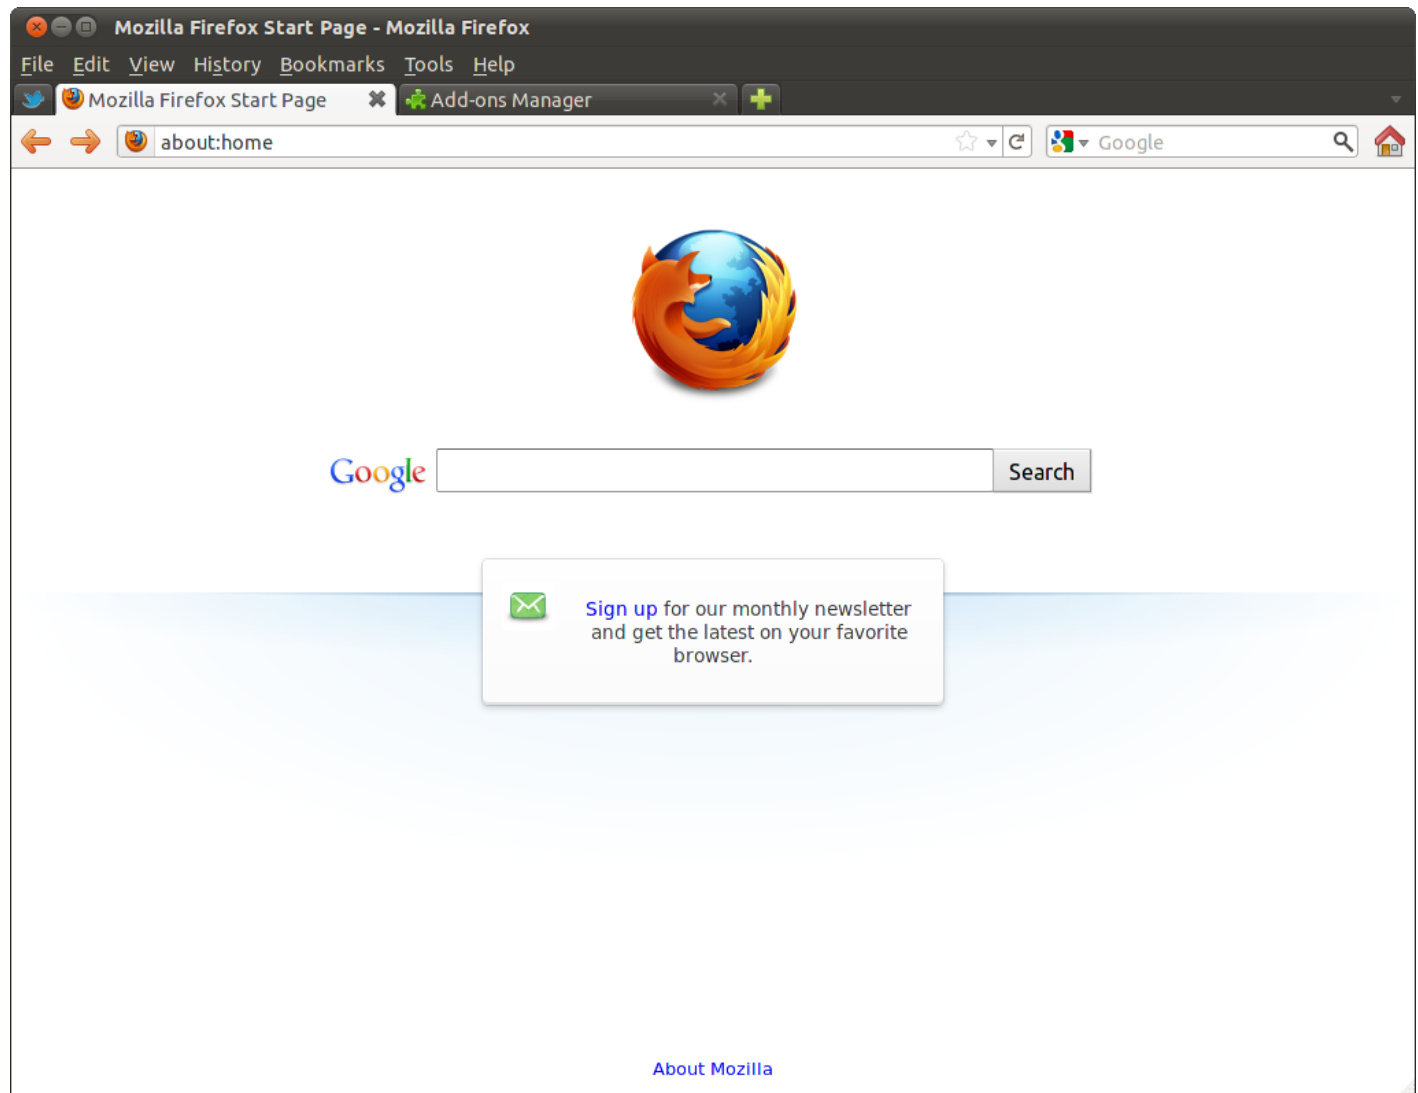 Mozilla Firefox Start Page - Mozilla Firefox
File Edit View History Bookmarks Tools Help
Mozilla Firefox Start Page Add-ons Manager
about:home Google
Google Search
Sign up for our monthly newsletter
and get the latest on your favorite
browser.
About Mozilla